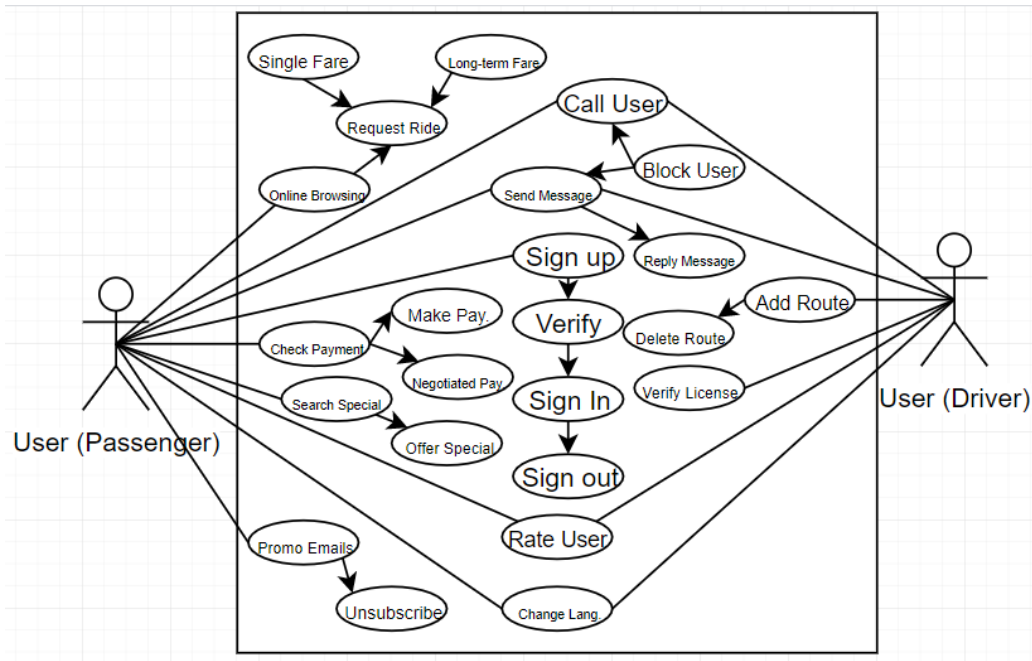 Single Fare
Long-term Fare
Call User
Request Ride
Block User
Online Browsing
Send Message
Sign up
Reply Message
Make Pay.
Add Route
Verify
Delete Route
Check Payment
Negotiated Pay
Verify License
Search Special
Sign In
User (Driver)
User (Passenger)
Offer Special
Sign out
Rate User
Promo Emails
Unsubscribe
Change Lang.